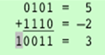 0101 = 5
+1110 = −2
10011 = 3